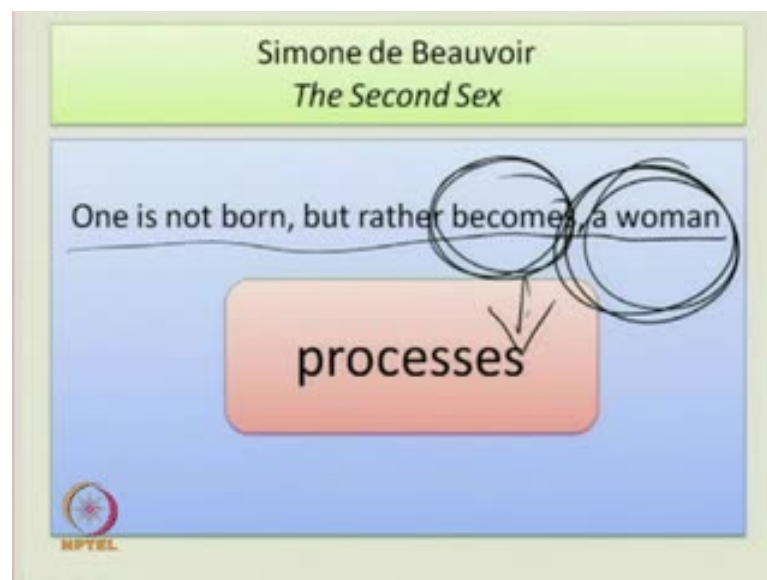 Simone de Beauvoir
The Second Sex
One is not born, but rather becomes, a woman
processes
NPTEL